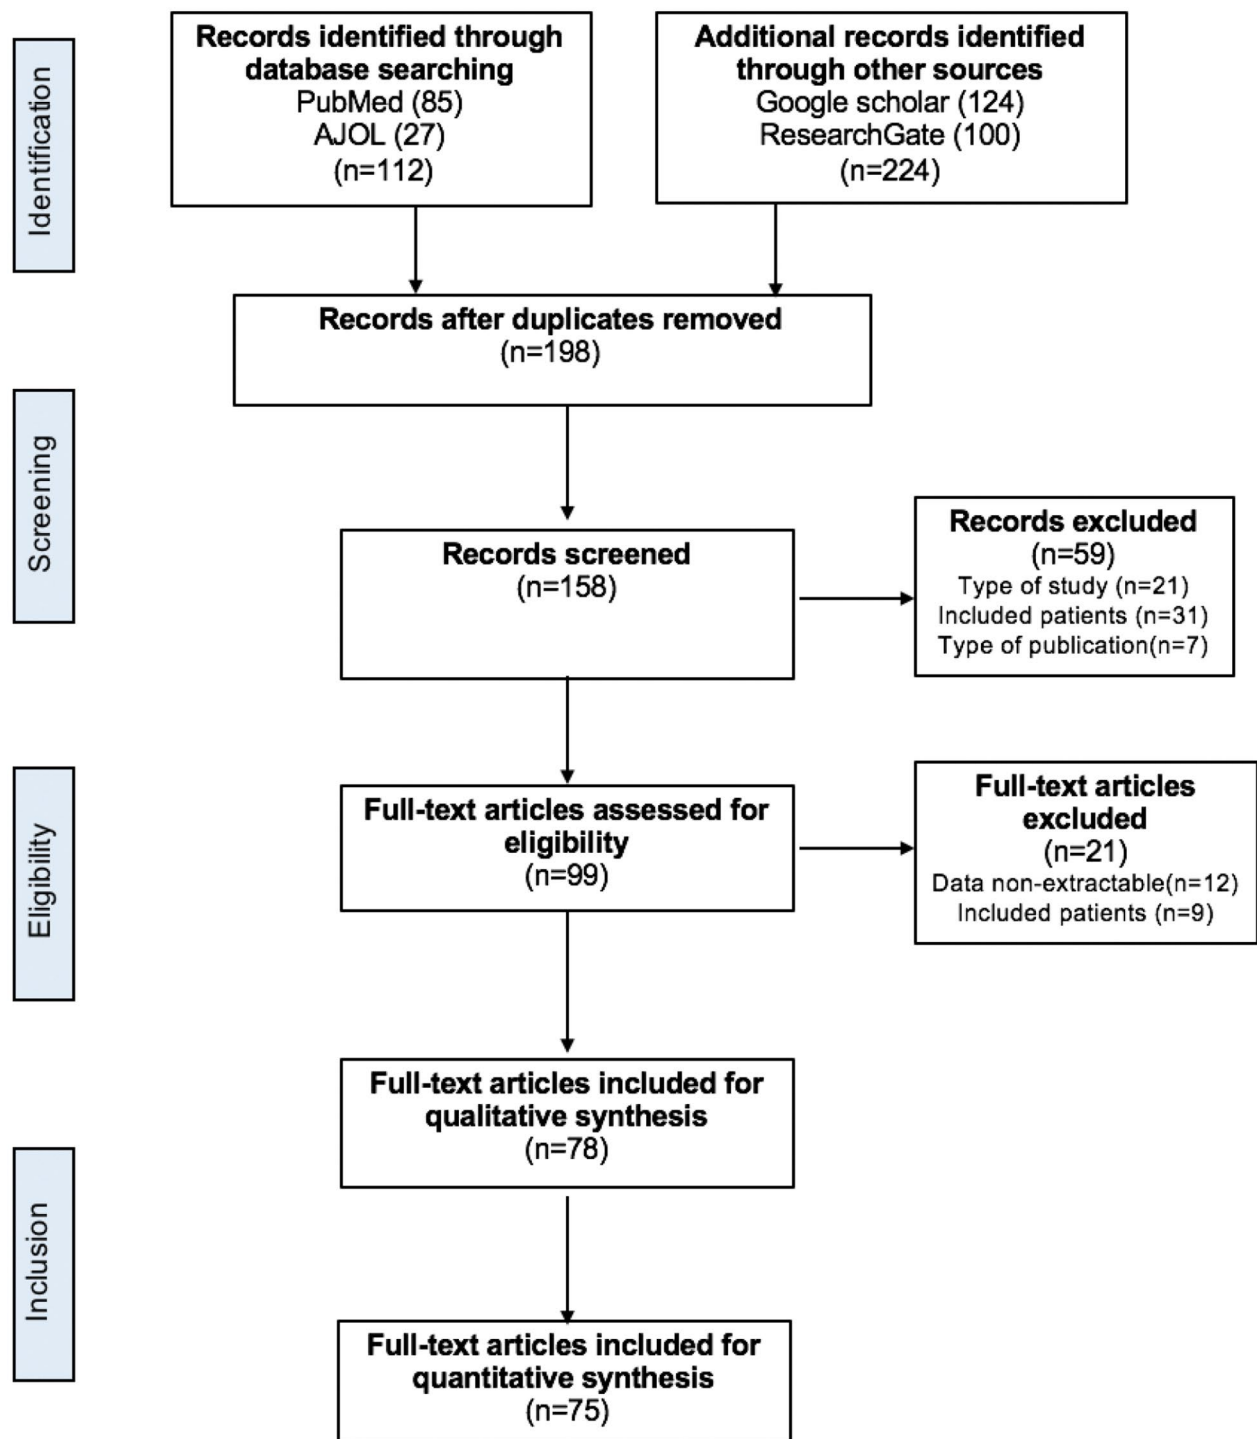 Identification
Records identified through
database searching
PubMed (85)
AJOL (27)
(n=112)
Additional records identified
through other sources
Google scholar (124)
ResearchGate (100)
(n=224)
Records after duplicates removed
(n=198)
Screening
Records screened
(n=158)
Records excluded
(n=59)
Type of study (n=21)
Included patients (n=31)
Type of publication(n=7)
Eligibility
Full-text articles assessed for
eligibility
(n=99)
Full-text articles
excluded
(n=21)
Data non-extractable(n=12)
Included patients (n=9)
Full-text articles included for
qualitative synthesis
(n=78)
Inclusion
Full-text articles included for
quantitative synthesis
(n=75)